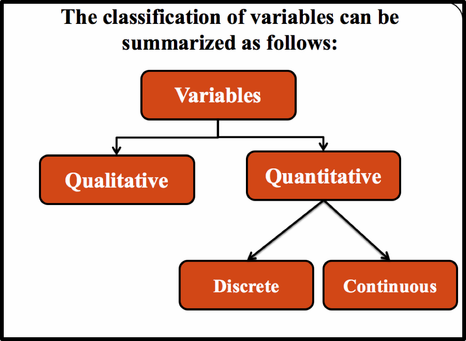 The classification of variables can be
summarized as follows:
Variables
Qualitative
Quantitative
Discrete
Continuous